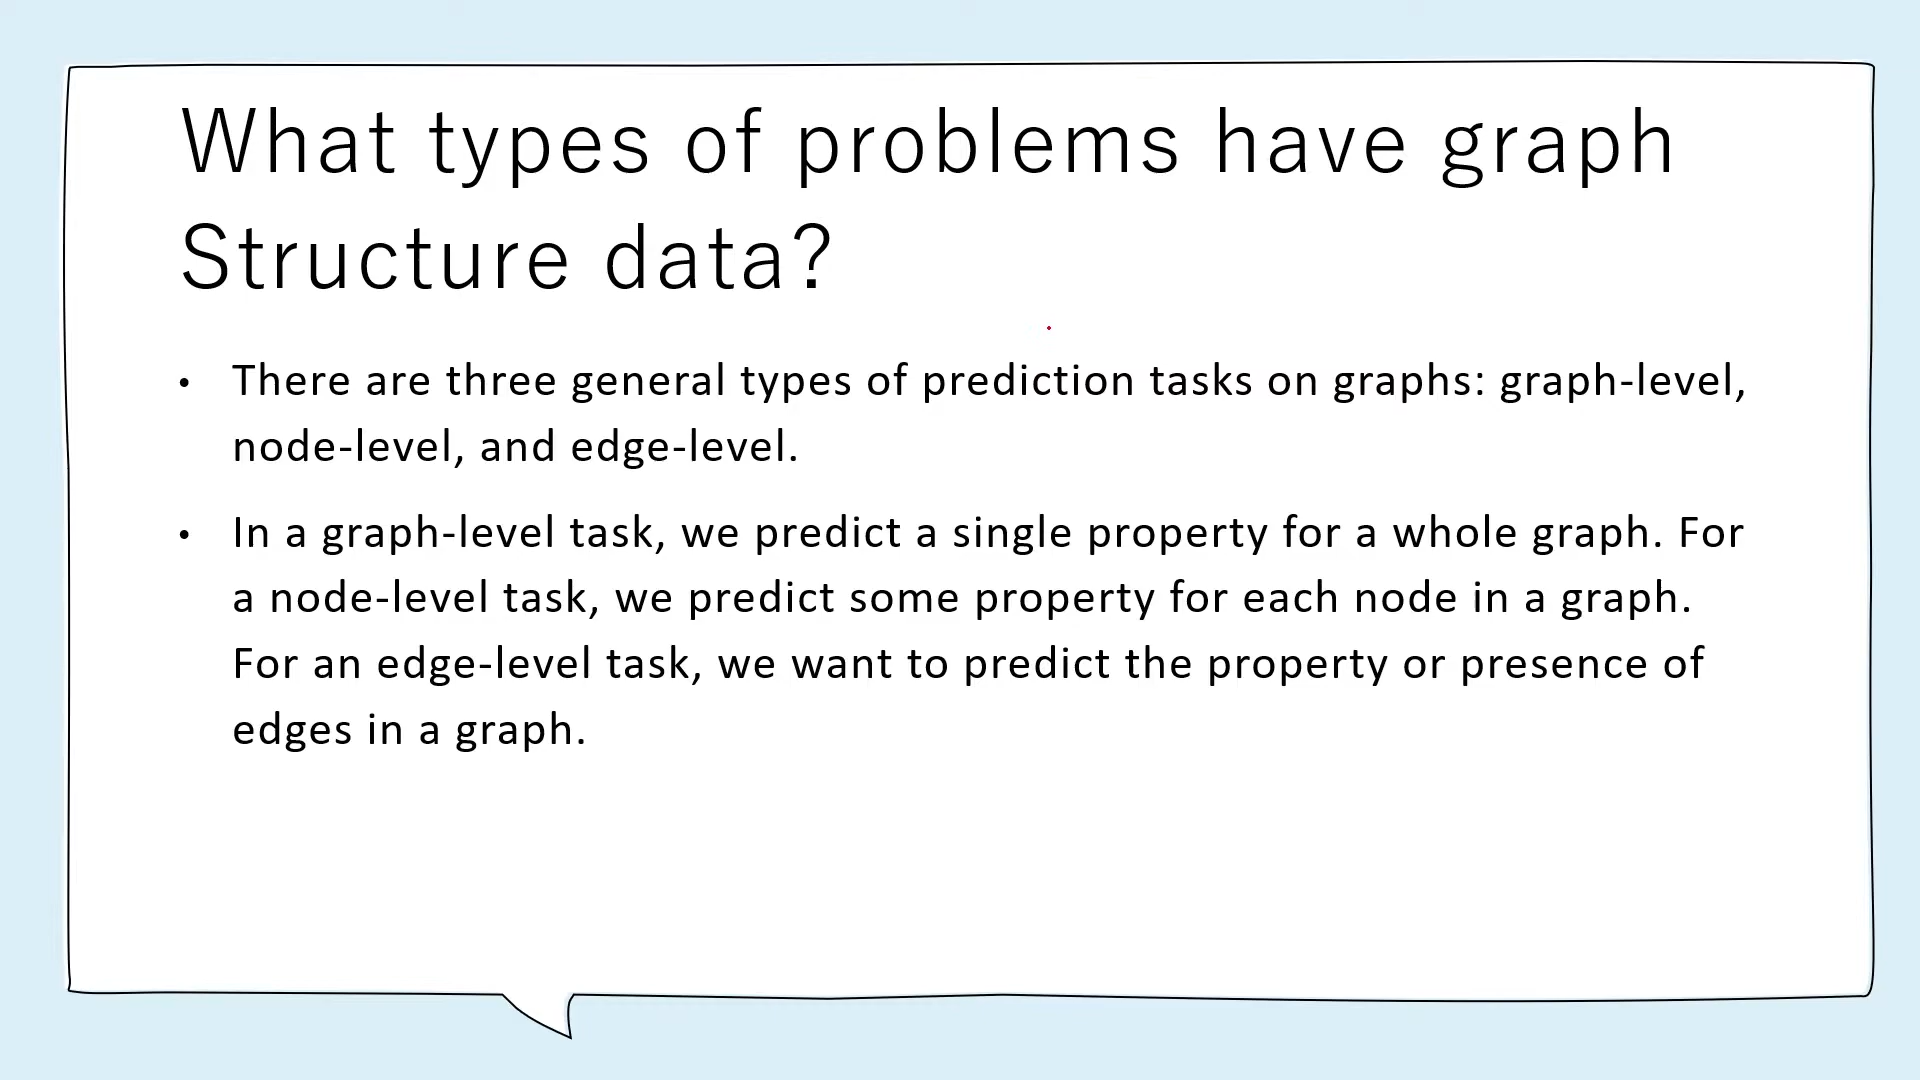 What types of problems have graph
Structure data?
• There are three general types of prediction tasks on graphs: graph-level,
node-level, and edge-level.
• In a graph-level task, we predict a single property for a whole graph. For
a node-level task, we predict some property for each node in a graph.
For an edge-level task, we want to predict the property or presence of
edges in a graph.